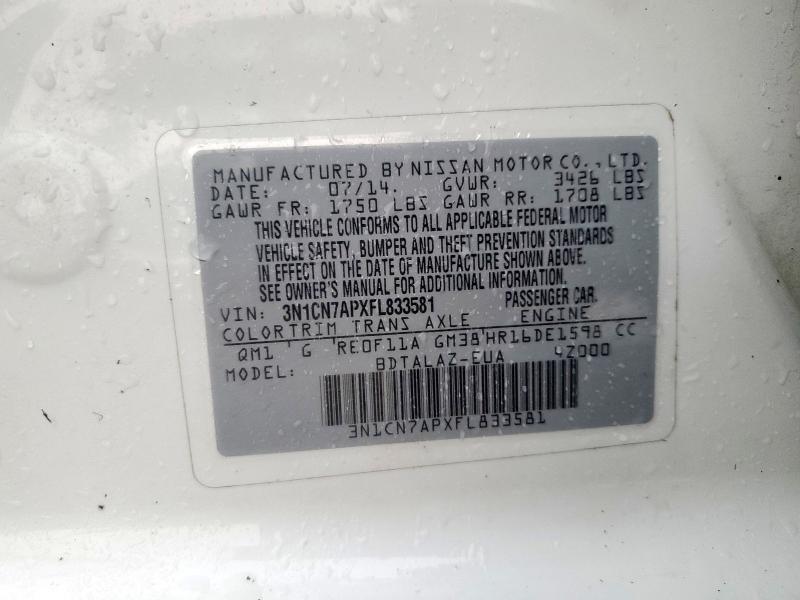 MANUFACTURED BY NISSAN MOTOR CO., LTD.
DATE: 07/14. GVWR: 3426 LBS
GAWR FR: 1750 LBS GAWR RR: 1708 LBS
THIS VEHICLE CONFORMS TO ALL APPLICABLE FEDERAL MOTOR
VEHICLE SAFETY, BUMPER AND THEFT PREVENTION STANDARDS
IN EFFECT ON THE DATE OF MANUFACTURE SHOWN ABOVE.
SEE OWNER'S MANUAL FOR ADDITIONAL INFORMATION.
VIN: 3N1CN7APXFL833581 PASSENGER CAR.
COLOR TRIM TRANS AXLE ENGINE
QM1 G RE0F11A GM38 HR16DE1598 CC
MODEL: BDTALAZ-EUA 4Z000
3N1CN7APXFL833581